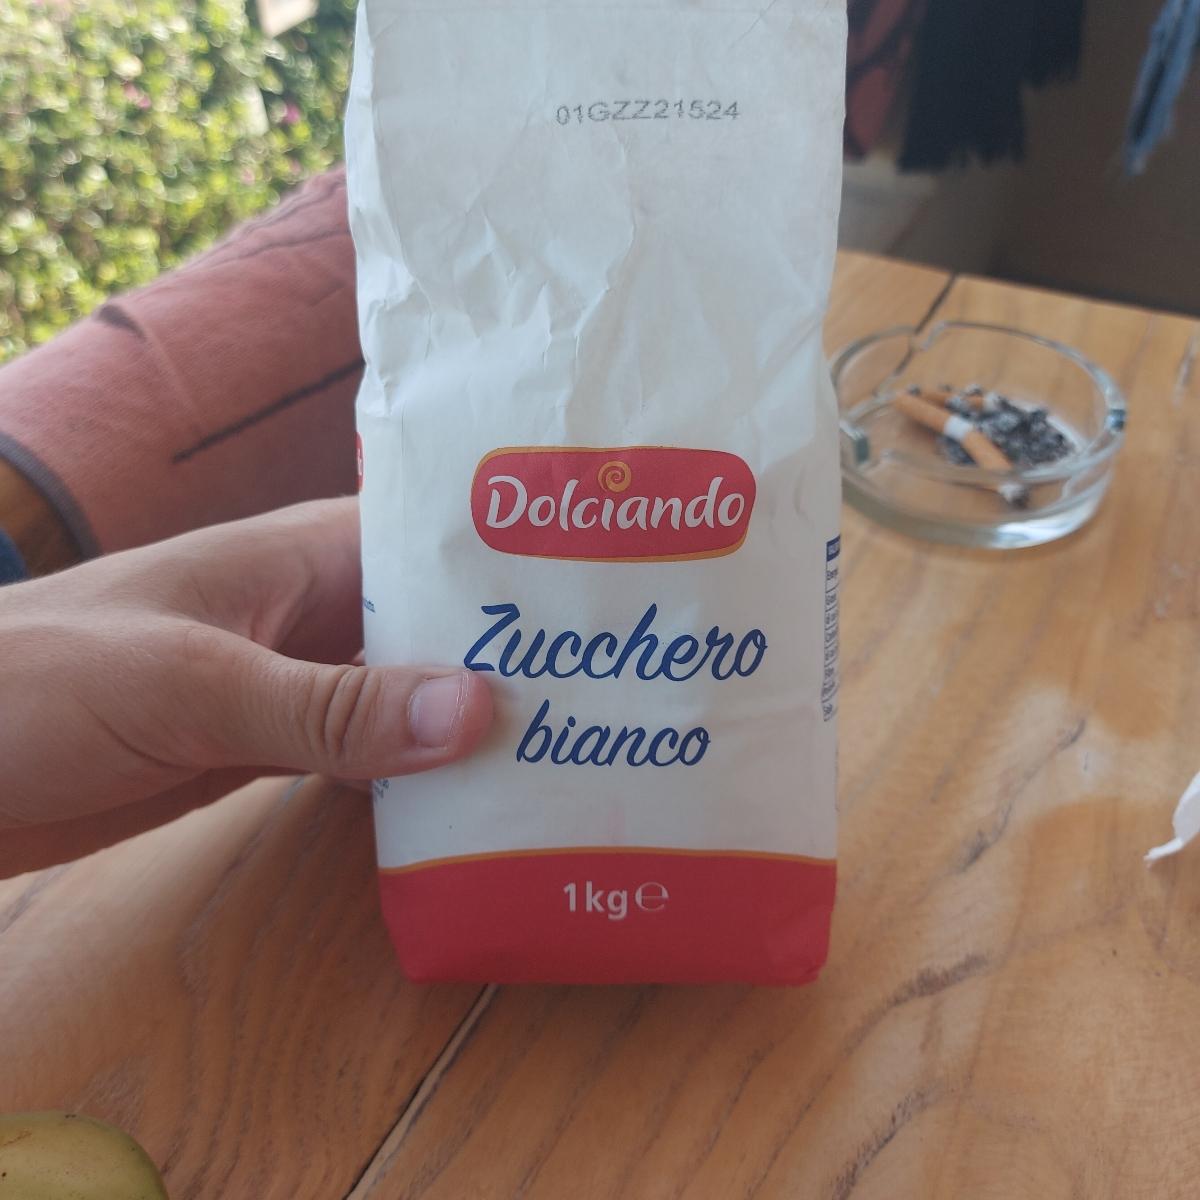 01GZZ21524
Dolciando
Zucchero
bianco
1kg ℮